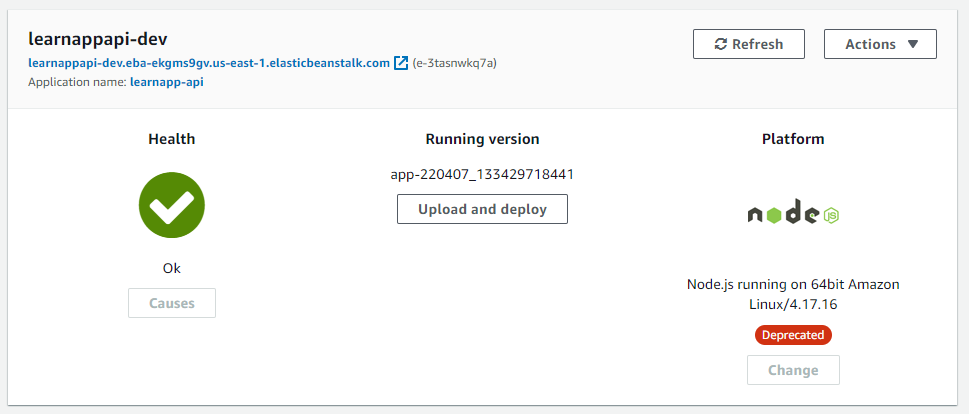 learnappapi-dev
Refresh
Actions
learnappapi-dev.eba-ekgms9gv.us-east-1.elasticbeanstalk.com (e-3tasnwkq7a)
Application name: learnapp-api
Health
Running version
Platform
app-220407_133429718441
Upload and deploy
node
JS
Ok
Causes
Node.js running on 64bit Amazon
Linux/4.17.16
Deprecated
Change